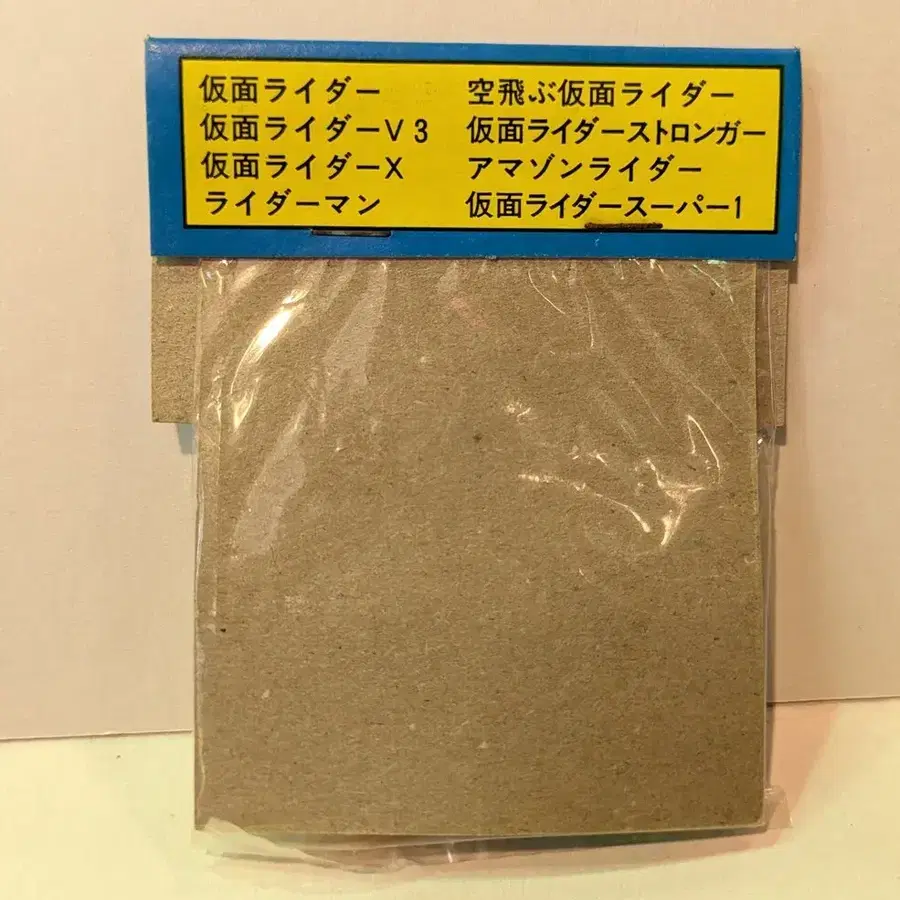 仮面ライダー
仮面ライダーV3
仮面ライダーX
ライダーマン
空飛ぶ仮面ライダー
仮面ライダーストロンガー
アマゾンライダー
仮面ライダースーパー1